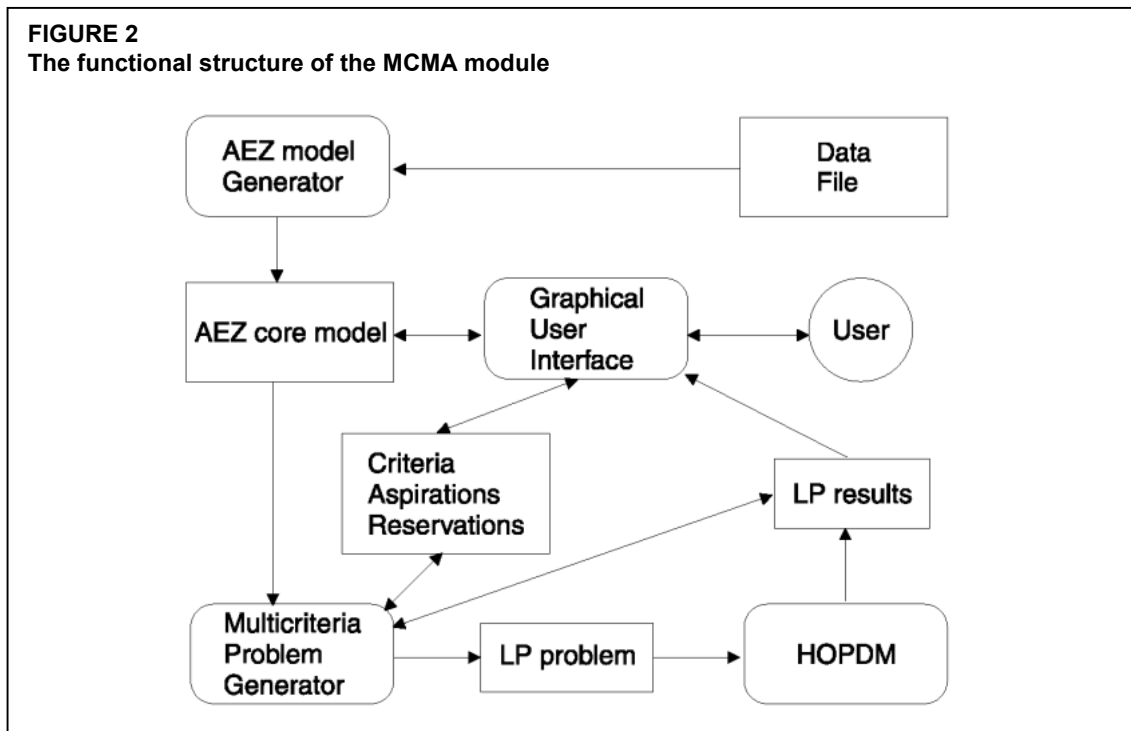 FIGURE 2
The functional structure of the MCMA module
AEZ model
Generator
Data
File
AEZ core model
Graphical
User
Interface
User
Criteria
Aspirations
Reservations
LP results
Multicriteria
Problem
Generator
LP problem
HOPDM